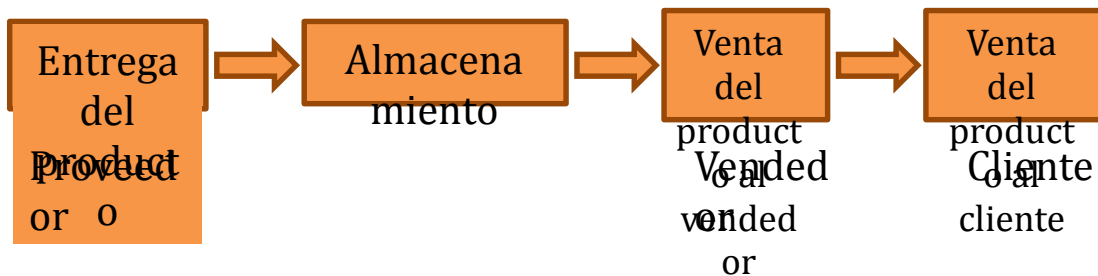 Entrega
del
product
o
Proveed
or
Almacena
miento
Venta
del
product
o al
vended
or
Vended
or
Venta
del
product
o al
cliente
Cliente